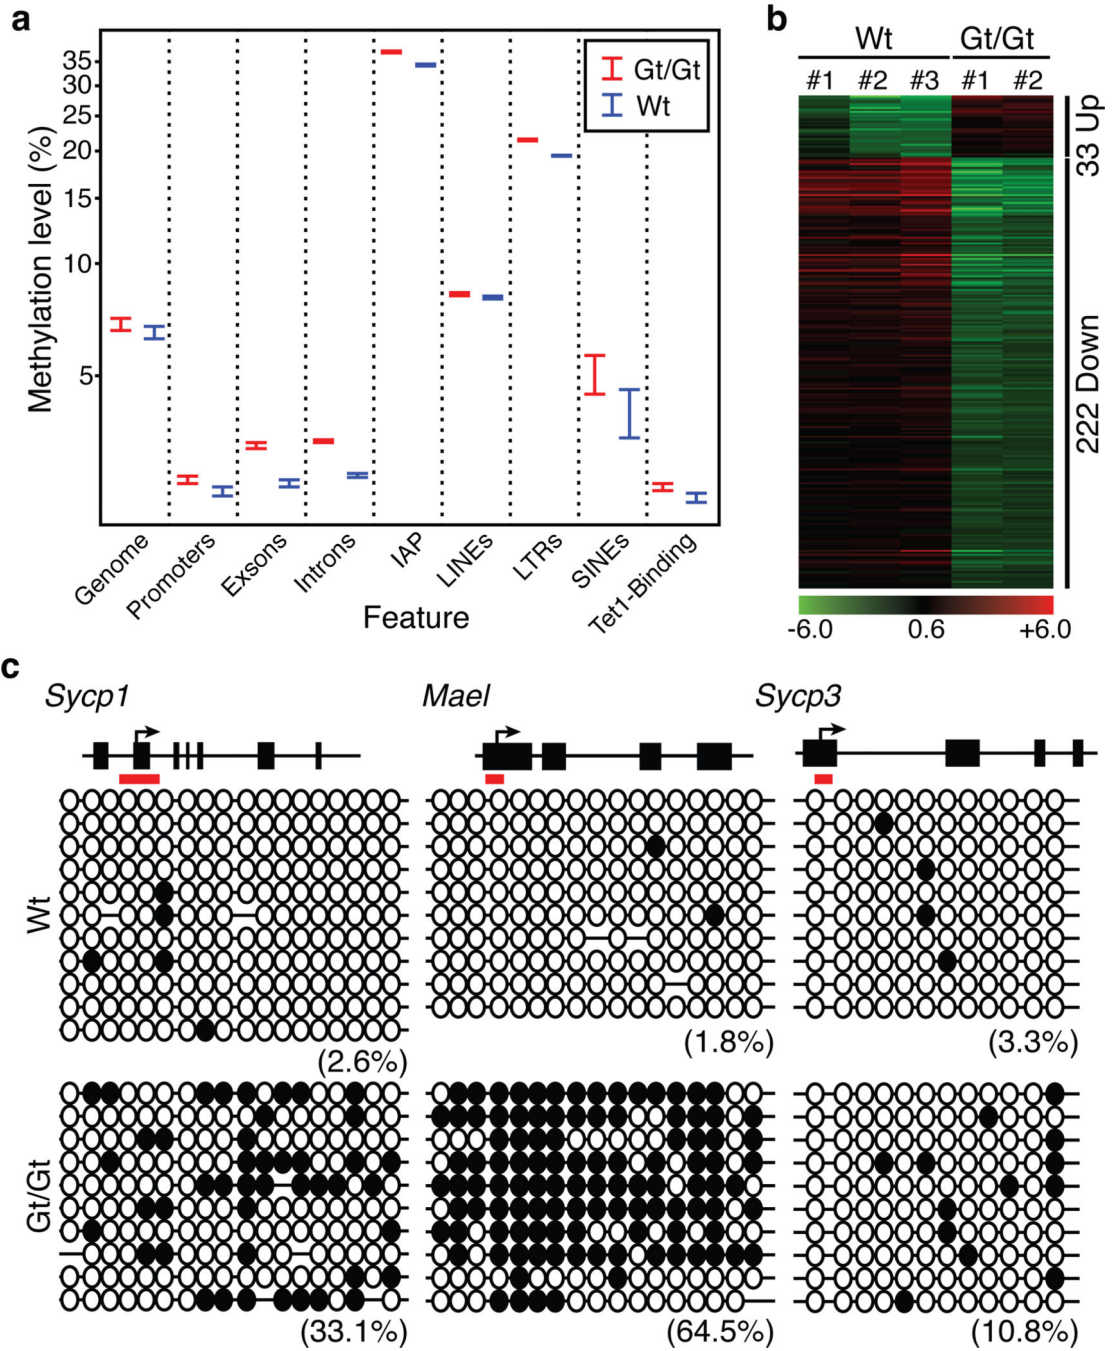 a
Methylation level (%)
35
30
25
20
15
10
5
Gt/Gt
Wt
Genome
Promoters
Exsons
Introns
IAP
LINEs
LTRs
SINEs
Tet1-Binding
Feature
b
Wt Gt/Gt
#1 #2 #3 #1 #2
33 Up
222 Down
-6.0 0.6 +6.0
c
Sycp1 Mael Sycp3
Wt
(2.6%) (1.8%) (3.3%)
Gt/Gt
(33.1%) (64.5%) (10.8%)